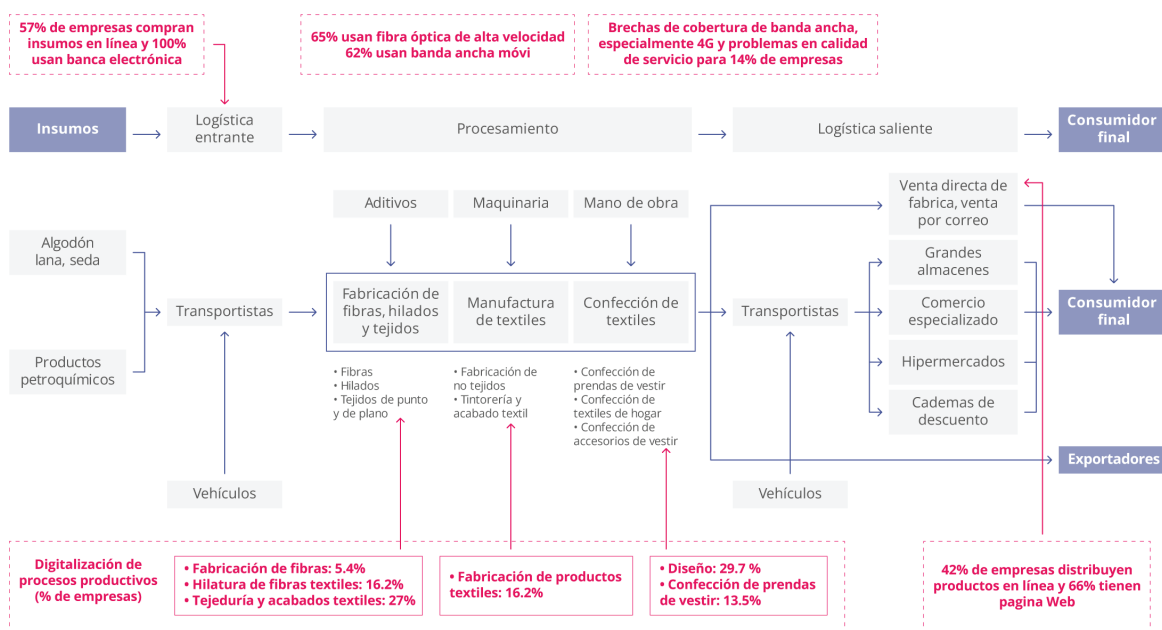 57% de empresas compran
insumos en línea y 100%
usan banca electrónica
65% usan fibra óptica de alta velocidad
62% usan banda ancha móvi
Brechas de cobertura de banda ancha,
especialmente 4G y problemas en calidad
de servicio para 14% de empresas
Insumos
Logística
entrante
Procesamiento
Logística saliente
Consumidor
final
Algodón
lana, seda
Productos
petroquímicos
Transportistas
Vehículos
Aditivos
Maquinaria
Mano de obra
Fabricación de
fibras, hilados
y tejidos
Manufactura
de textiles
Confección de
textiles
• Fibras
• Hilados
• Tejidos de punto
y de plano
• Fabricación de
no tejidos
• Tintorería y
acabado textil
• Confección de
prendas de vestir
• Confección de
textiles de hogar
• Confección de
accesorios de vestir
Transportistas
Vehículos
Venta directa de
fabrica, venta
por correo
Grandes
almacenes
Comercio
especializado
Hipermercados
Cademas de
descuento
Consumidor
final
Exportadores
Digitalización de
procesos productivos
(% de empresas)
• Fabricación de fibras: 5.4%
• Hilatura de fibras textiles: 16.2%
• Tejeduría y acabados textiles: 27%
• Fabricación de productos
textiles: 16.2%
• Diseño: 29.7 %
• Confección de prendas
de vestir: 13.5%
42% de empresas distribuyen
productos en línea y 66% tienen
pagina Web